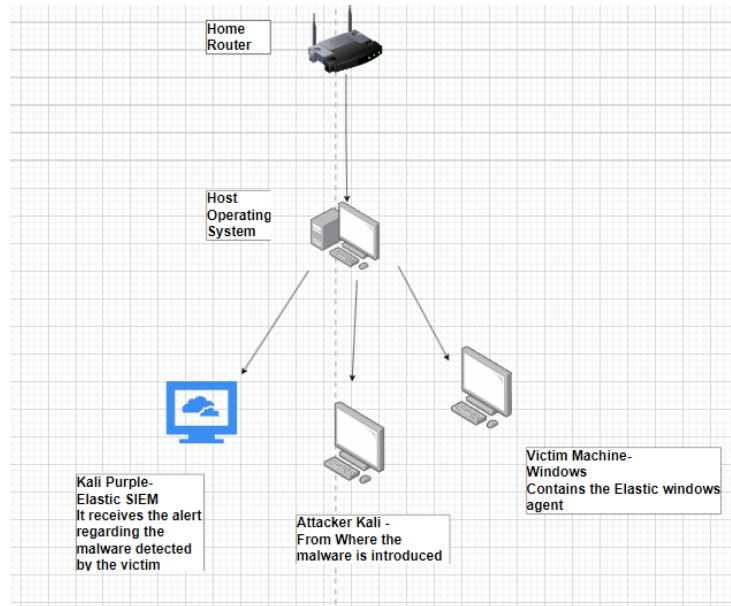 Home
Router
Host
Operating
System
Kali Purple-
Elastic SIEM
It receives the alert
regarding the
malware detected
by the victim
Attacker Kali -
From Where the
malware is introduced
Victim Machine-
Windows
Contains the Elastic windows
agent